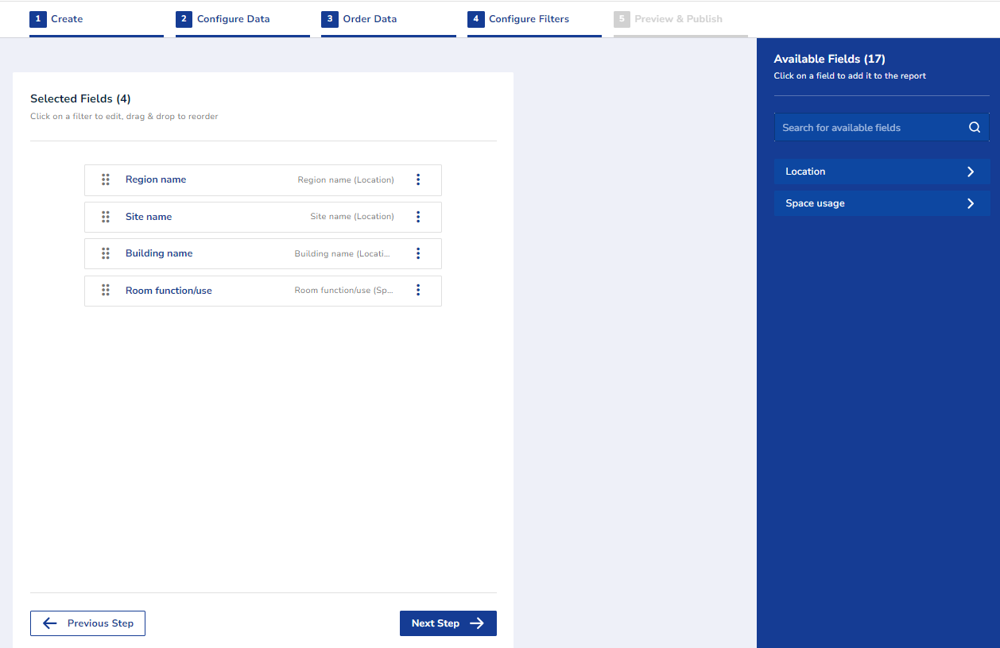 1 Create
2 Configure Data
3 Order Data
4 Configure Filters
5 Preview & Publish
Selected Fields (4)
Click on a filter to edit, drag & drop to reorder
Region name Region name (Location)
Site name Site name (Location)
Building name Building name (Locati...
Room function/use Room function/use (Sp...
Previous Step
Next Step
Available Fields (17)
Click on a field to add it to the report
Search for available fields
Location
Space usage